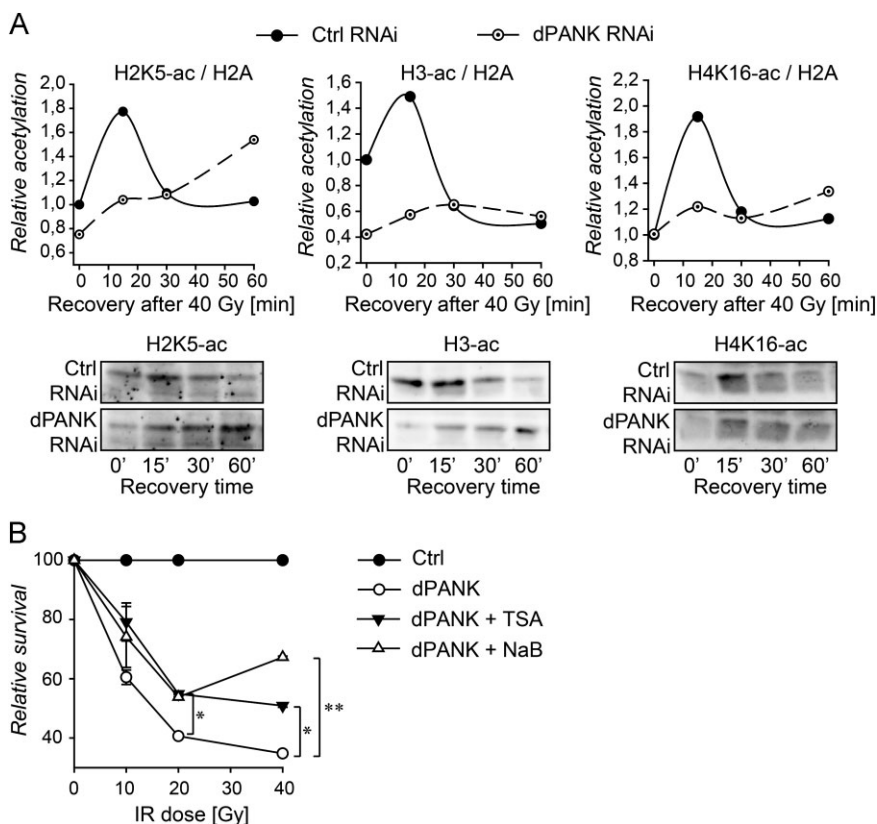 A
Ctrl RNAi
dPANK RNAi
H2K5-ac / H2A
H3-ac / H2A
H4K16-ac / H2A
Relative acetylation
2,0
1,8
1,6
1,4
1,2
1,0
0,8
0,6
0 10 20 30 40 50 60
Recovery after 40 Gy [min]
Relative acetylation
1,6
1,4
1,2
1,0
0,8
0,6
0,4
0,2
0 10 20 30 40 50 60
Recovery after 40 Gy [min]
Relative acetylation
2,2
2,0
1,8
1,6
1,4
1,2
1,0
0,8
0 10 20 30 40 50 60
Recovery after 40 Gy [min]
H2K5-ac
Ctrl
RNAi
dPANK
RNAi
0' 15' 30' 60'
Recovery time
H3-ac
Ctrl
RNAi
dPANK
RNAi
0' 15' 30' 60'
Recovery time
H4K16-ac
Ctrl
RNAi
dPANK
RNAi
0' 15' 30' 60'
Recovery time
B
Relative survival
100
80
60
40
0 10 20 30 40
IR dose [Gy]
*
*
**
Ctrl
dPANK
dPANK + TSA
dPANK + NaB